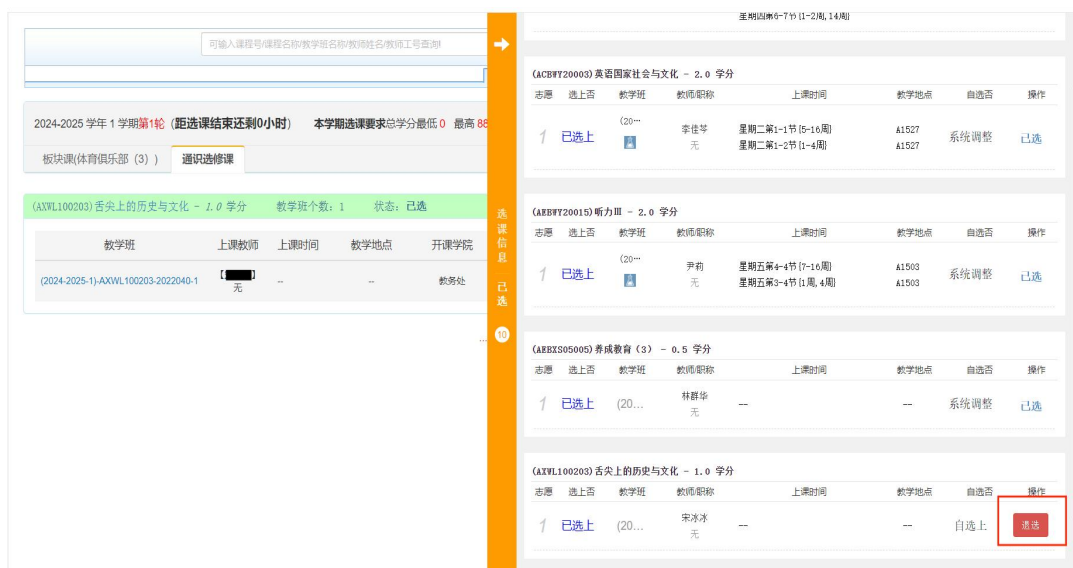 可输入课程号/课程名称/教学班名称/教师姓名/教师工号查询!
2024-2025 学年 1 学期第1轮 (距选课结束还剩0小时) 本学期选课要求总学分最低 0 最高 88
板块课(体育俱乐部(3)) 通识选修课
(AXWL100203)舌尖上的历史与文化 - 1.0 学分 教学班个数: 1 状态: 已选
教学班 上课教师 上课时间 教学地点 开课学院
(2024-2025-1)-AXWL100203-2022040-1 【 】 -- -- 教务处
无
...
选课信息 已选
10
星期四第6-7节{1-2周,14周}
(ACBWY20003)英语国家社会与文化 - 2.0 学分
志愿 选上否 教学班 教师/职称 上课时间 教学地点 自选否 操作
1 已选上 (20… 李佳芩 星期二第1-1节{5-16周} A1527 系统调整 已选
无 星期二第1-2节{1-4周} A1527
(AEBWY20015)听力Ⅲ - 2.0 学分
志愿 选上否 教学班 教师/职称 上课时间 教学地点 自选否 操作
1 已选上 (20… 尹莉 星期五第4-4节{7-16周} A1503 系统调整 已选
无 星期五第3-4节{1周,4周} A1503
(AEBXS05005)养成教育(3) - 0.5 学分
志愿 选上否 教学班 教师/职称 上课时间 教学地点 自选否 操作
1 已选上 (20... 林群华 -- -- 系统调整 已选
无
(AXWL100203)舌尖上的历史与文化 - 1.0 学分
志愿 选上否 教学班 教师/职称 上课时间 教学地点 自选否 操作
1 已选上 (20... 宋冰冰 -- -- 自选上 退选
无